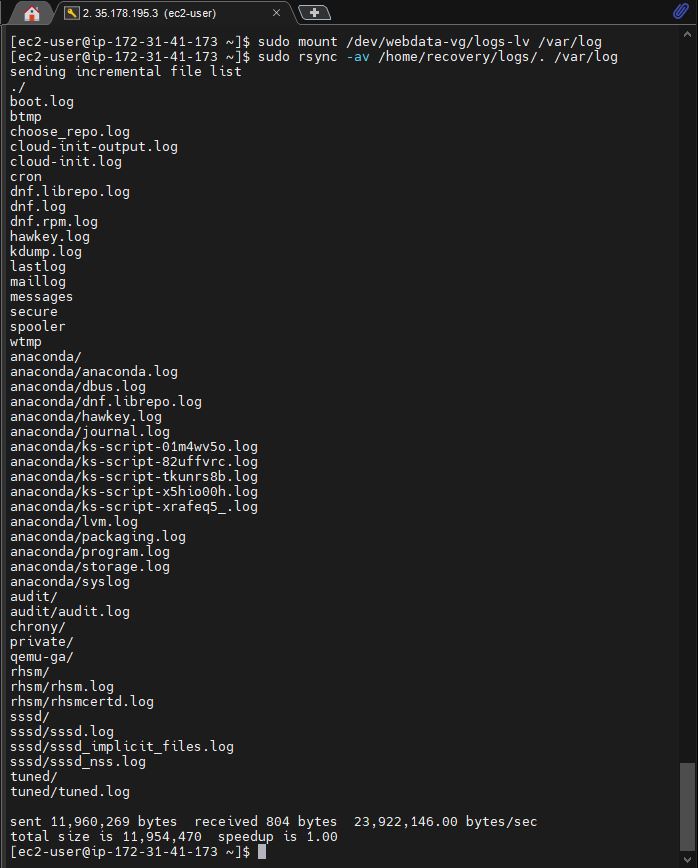 2. 35.178.195.3 (ec2-user)
[ec2-user@ip-172-31-41-173 ~]$ sudo mount /dev/webdata-vg/logs-lv /var/log
[ec2-user@ip-172-31-41-173 ~]$ sudo rsync -av /home/recovery/logs/. /var/log
sending incremental file list
./
boot.log
btmp
choose_repo.log
cloud-init-output.log
cloud-init.log
cron
dnf.librepo.log
dnf.log
dnf.rpm.log
hawkey.log
kdump.log
lastlog
maillog
messages
secure
spooler
wtmp
anaconda/
anaconda/anaconda.log
anaconda/dbus.log
anaconda/dnf.librepo.log
anaconda/hawkey.log
anaconda/journal.log
anaconda/ks-script-01m4wv5o.log
anaconda/ks-script-82uffvrc.log
anaconda/ks-script-tkunrs8b.log
anaconda/ks-script-x5hio00h.log
anaconda/ks-script-xrafeq5_.log
anaconda/lvm.log
anaconda/packaging.log
anaconda/program.log
anaconda/storage.log
anaconda/syslog
audit/
audit/audit.log
chrony/
private/
qemu-ga/
rhsm/
rhsm/rhsm.log
rhsm/rhsmcertd.log
sssd/
sssd/sssd.log
sssd/sssd_implicit_files.log
sssd/sssd_nss.log
tuned/
tuned/tuned.log
sent 11,960,269 bytes  received 804 bytes  23,922,146.00 bytes/sec
total size is 11,954,470  speedup is 1.00
[ec2-user@ip-172-31-41-173 ~]$